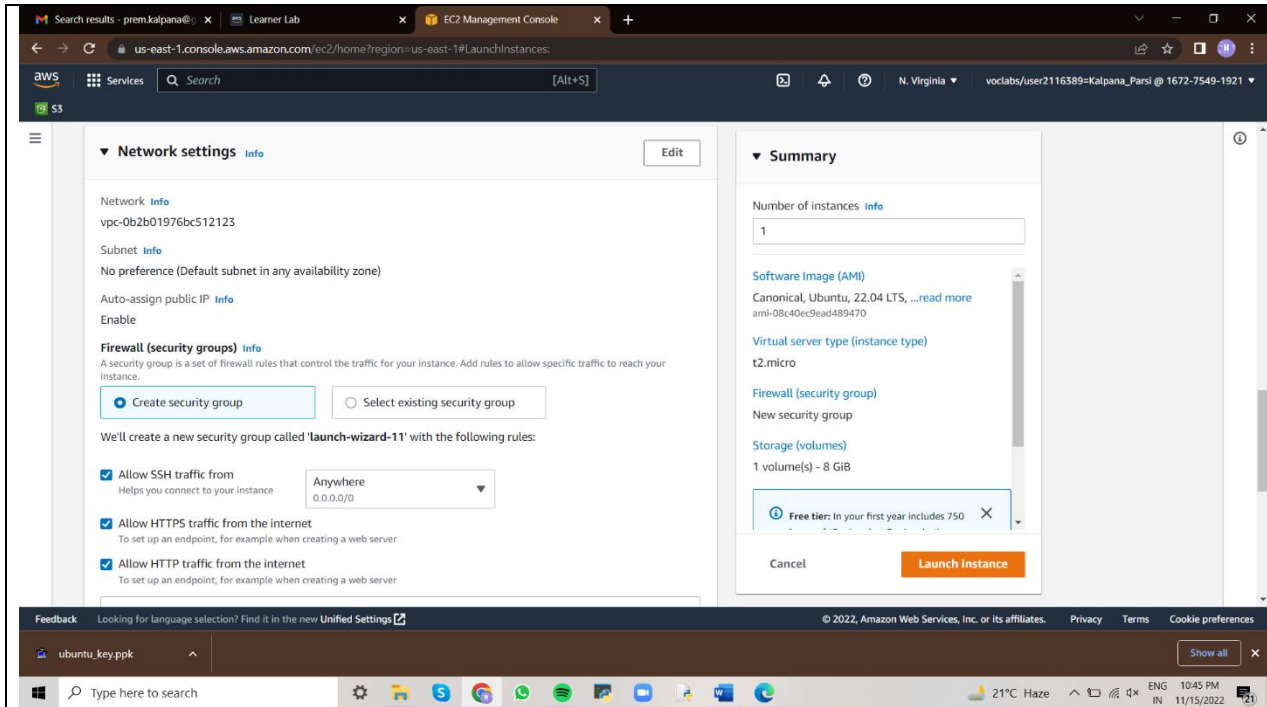 Search results - prem.kalpana@g
Learner Lab
EC2 Management Console
us-east-1.console.aws.amazon.com/ec2/home?region=us-east-1#LaunchInstances:
aws
Services
Search
[Alt+S]
N. Virginia
voclabs/user2116389=Kalpana_Parsi @ 1672-7549-1921
S3
Network settings Info
Edit
Network Info
vpc-0b2b01976bc512123
Subnet Info
No preference (Default subnet in any availability zone)
Auto-assign public IP Info
Enable
Firewall (security groups) Info
A security group is a set of firewall rules that control the traffic for your instance. Add rules to allow specific traffic to reach your
instance.
Create security group
Select existing security group
We'll create a new security group called 'launch-wizard-11' with the following rules:
Allow SSH traffic from
Helps you connect to your instance
Anywhere
0.0.0.0/0
Allow HTTPS traffic from the internet
To set up an endpoint, for example when creating a web server
Allow HTTP traffic from the internet
To set up an endpoint, for example when creating a web server
Summary
Number of instances Info
1
Software Image (AMI)
Canonical, Ubuntu, 22.04 LTS, ...read more
ami-08c40ec9ead489470
Virtual server type (instance type)
t2.micro
Firewall (security group)
New security group
Storage (volumes)
1 volume(s) - 8 GiB
Free tier: In your first year includes 750
Cancel
Launch instance
Feedback
Looking for language selection? Find it in the new Unified Settings
© 2022, Amazon Web Services, Inc. or its affiliates.
Privacy
Terms
Cookie preferences
ubuntu_key.ppk
Show all
Type here to search
21°C Haze
ENG
IN
10:45 PM
11/15/2022
21